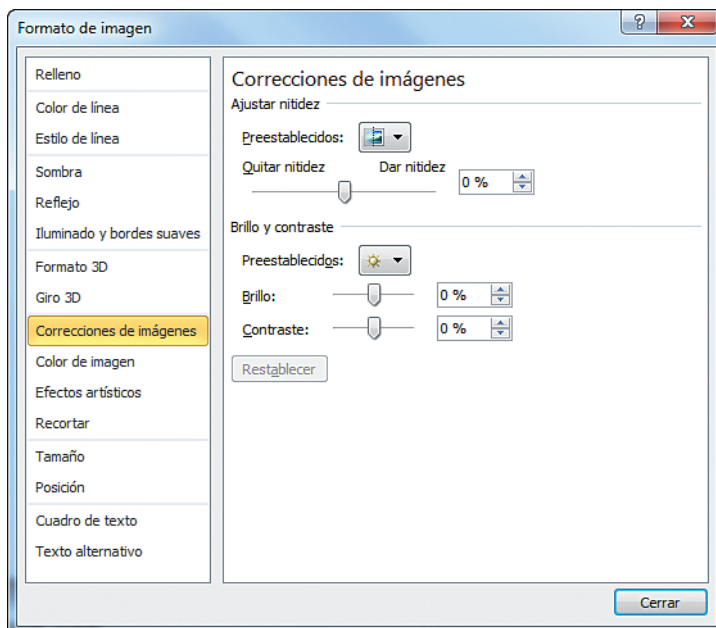 Formato de imagen
?
Relleno
Color de línea
Estilo de línea
Sombra
Reflejo
Iluminado y bordes suaves
Formato 3D
Giro 3D
Correcciones de imágenes
Color de imagen
Efectos artísticos
Recortar
Tamaño
Posición
Cuadro de texto
Texto alternativo
Correcciones de imágenes
Ajustar nitidez
Preestablecidos:
Quitar nitidez Dar nitidez
0 %
Brillo y contraste
Preestablecidos:
Brillo: 0 %
Contraste: 0 %
Restablecer
Cerrar